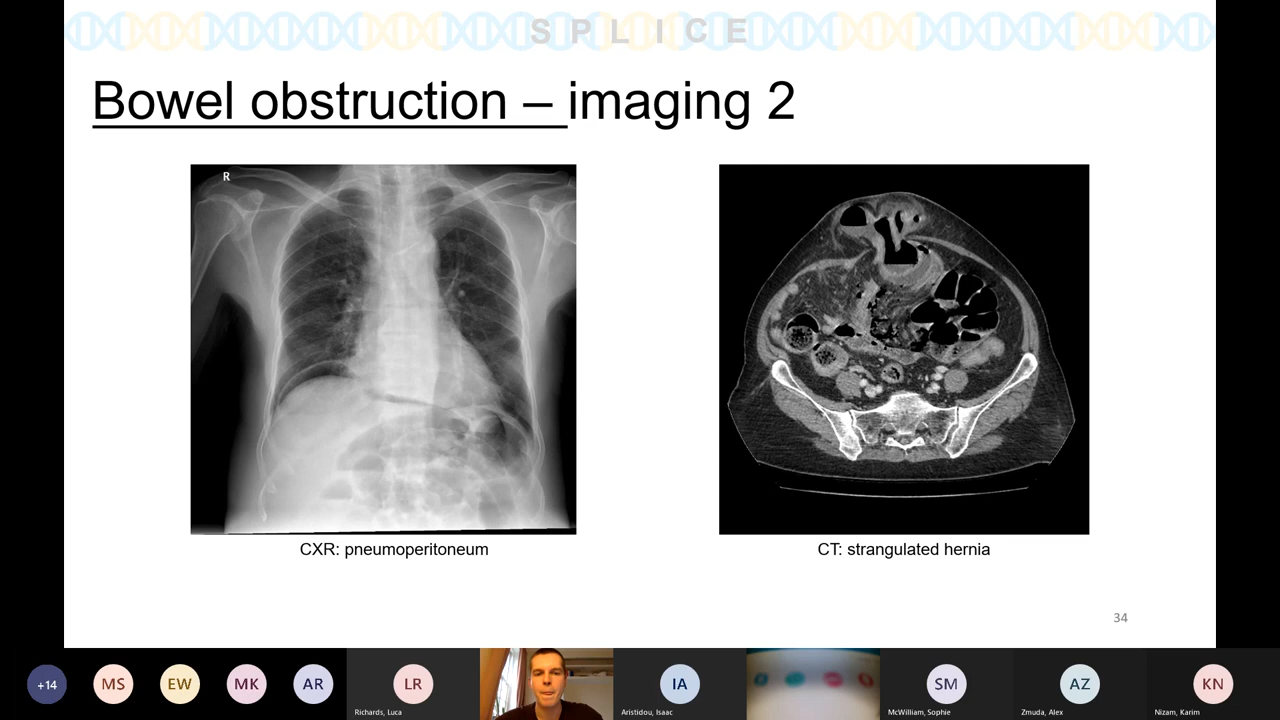 SPLICE
Bowel obstruction – imaging 2
R
CXR: pneumoperitoneum
CT: strangulated hernia
34
+14
MS
EW
MK
AR
LR
Richards, Luca
IA
Aristidou, Isaac
SM
McWilliam, Sophie
AZ
Zmuda, Alex
KN
Nizam, Karim